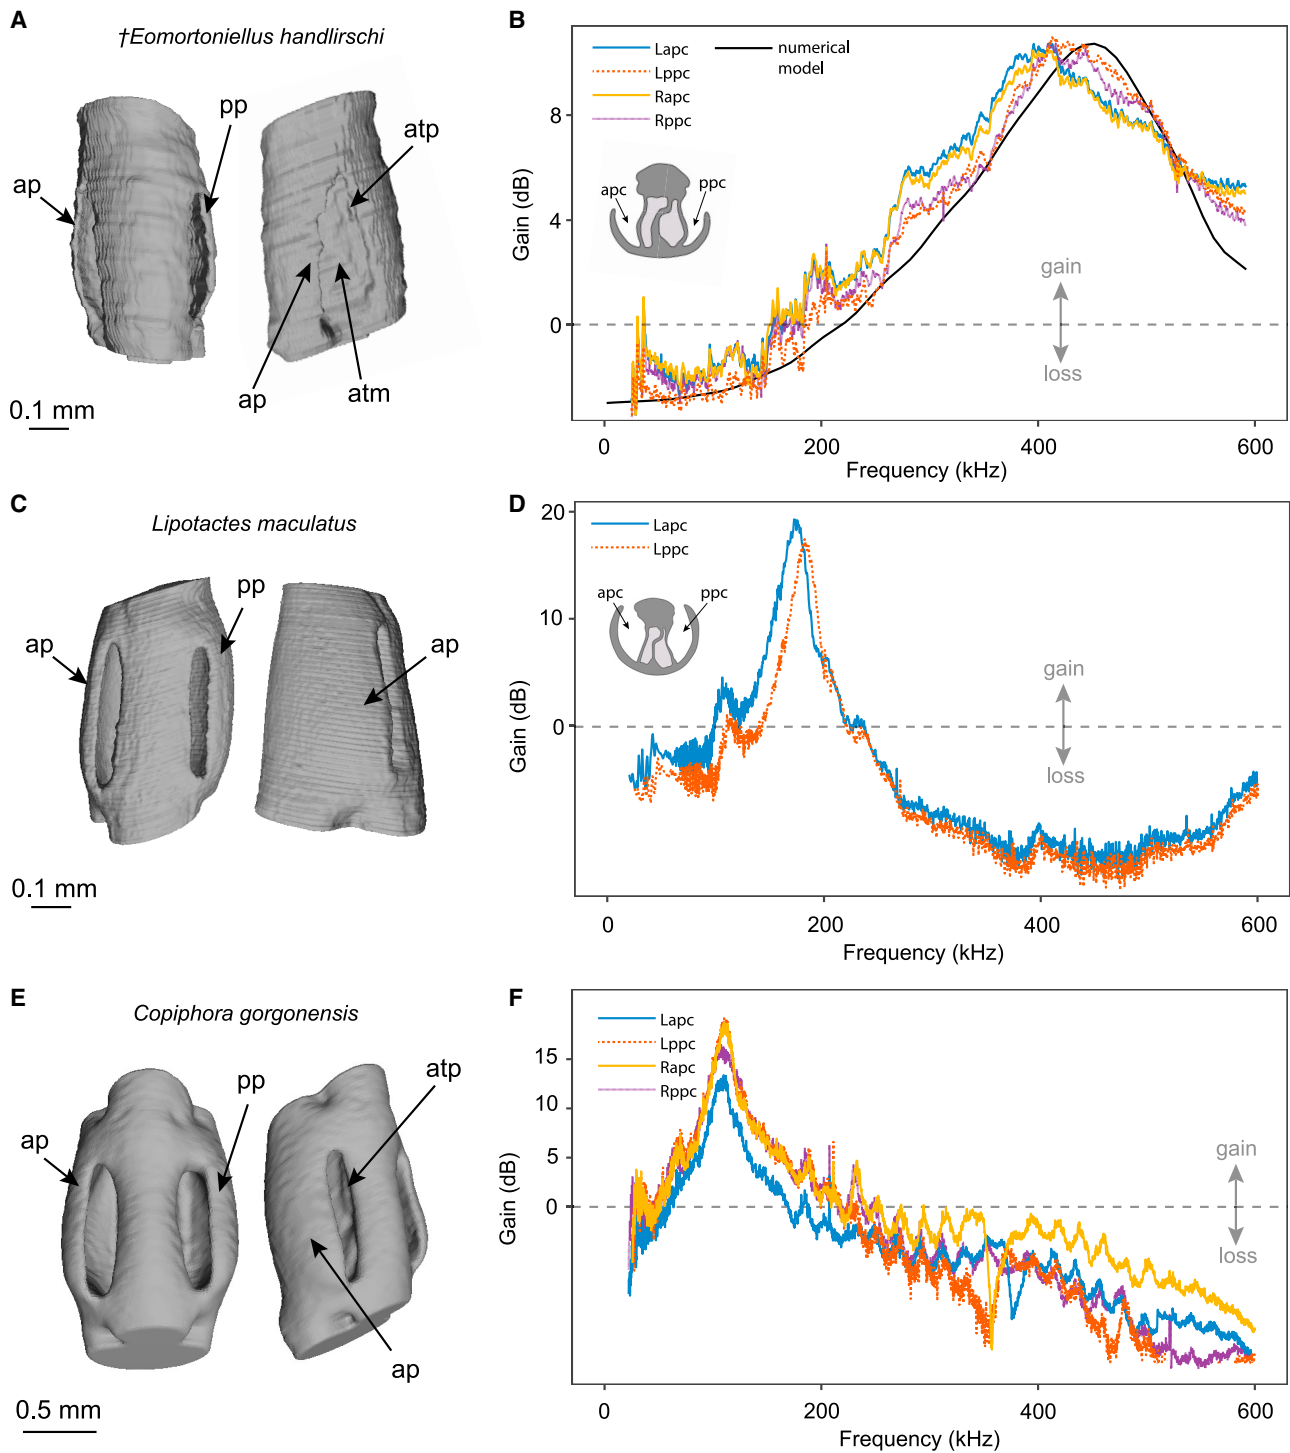 A
†Eomortoniellus handlirschi
pp
atp
ap
ap
atm
0.1 mm
B
Lapc
Lppc
Rapc
Rppc
numerical
model
apc
ppc
gain
loss
8
4
0
Gain (dB)
0
200
400
600
Frequency (kHz)
C
Lipotactes maculatus
pp
ap
ap
0.1 mm
D
Lapc
Lppc
apc
ppc
gain
loss
20
10
0
Gain (dB)
0
200
400
600
Frequency (kHz)
E
Copiphora gorgonensis
atp
pp
ap
ap
0.5 mm
F
Lapc
Lppc
Rapc
Rppc
gain
loss
15
10
5
0
Gain (dB)
0
200
400
600
Frequency (kHz)